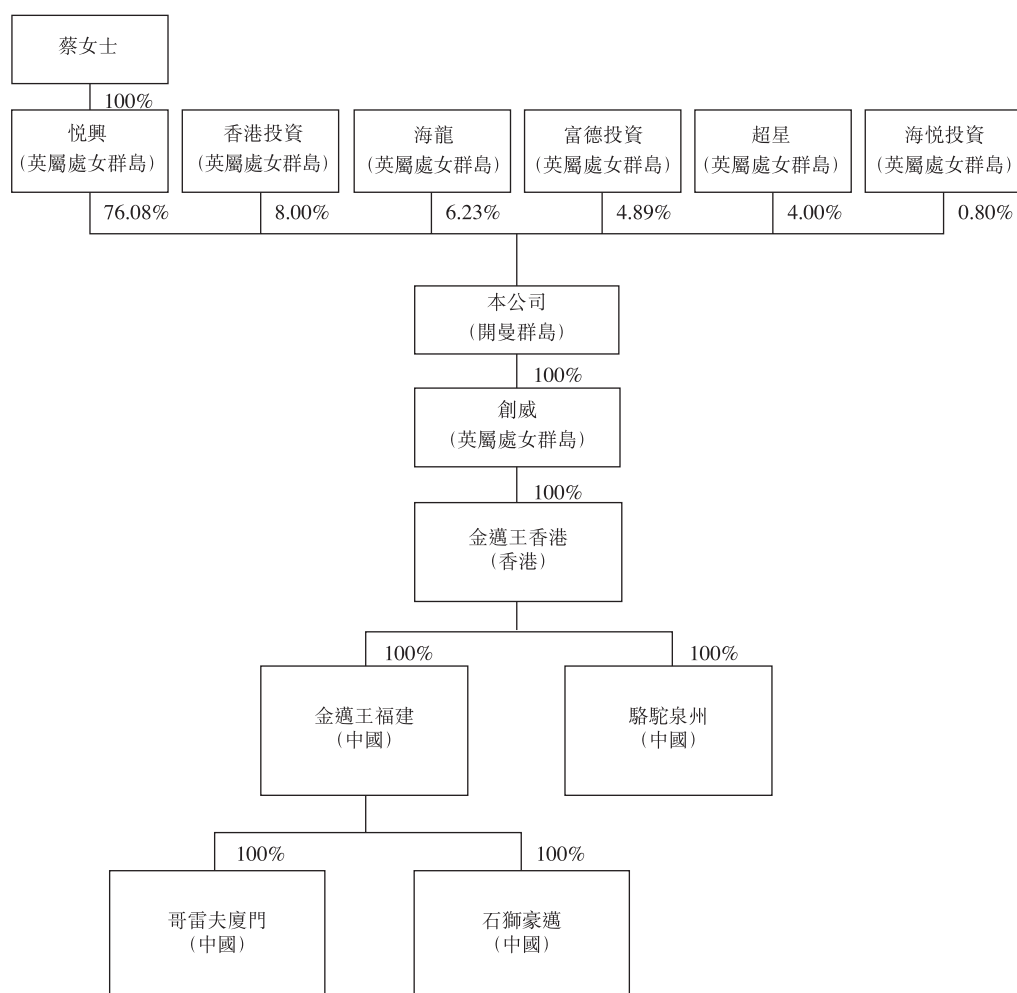 蔡女士
100%
悦興
(英屬處女群島)
香港投資
(英屬處女群島)
海龍
(英屬處女群島)
富德投資
(英屬處女群島)
超星
(英屬處女群島)
海悦投資
(英屬處女群島)
76.08%
8.00%
6.23%
4.89%
4.00%
0.80%
本公司
(開曼群島)
100%
創威
(英屬處女群島)
100%
金邁王香港
(香港)
100%
100%
金邁王福建
(中國)
駱駝泉州
(中國)
100%
100%
哥雷夫廈門
(中國)
石獅豪邁
(中國)